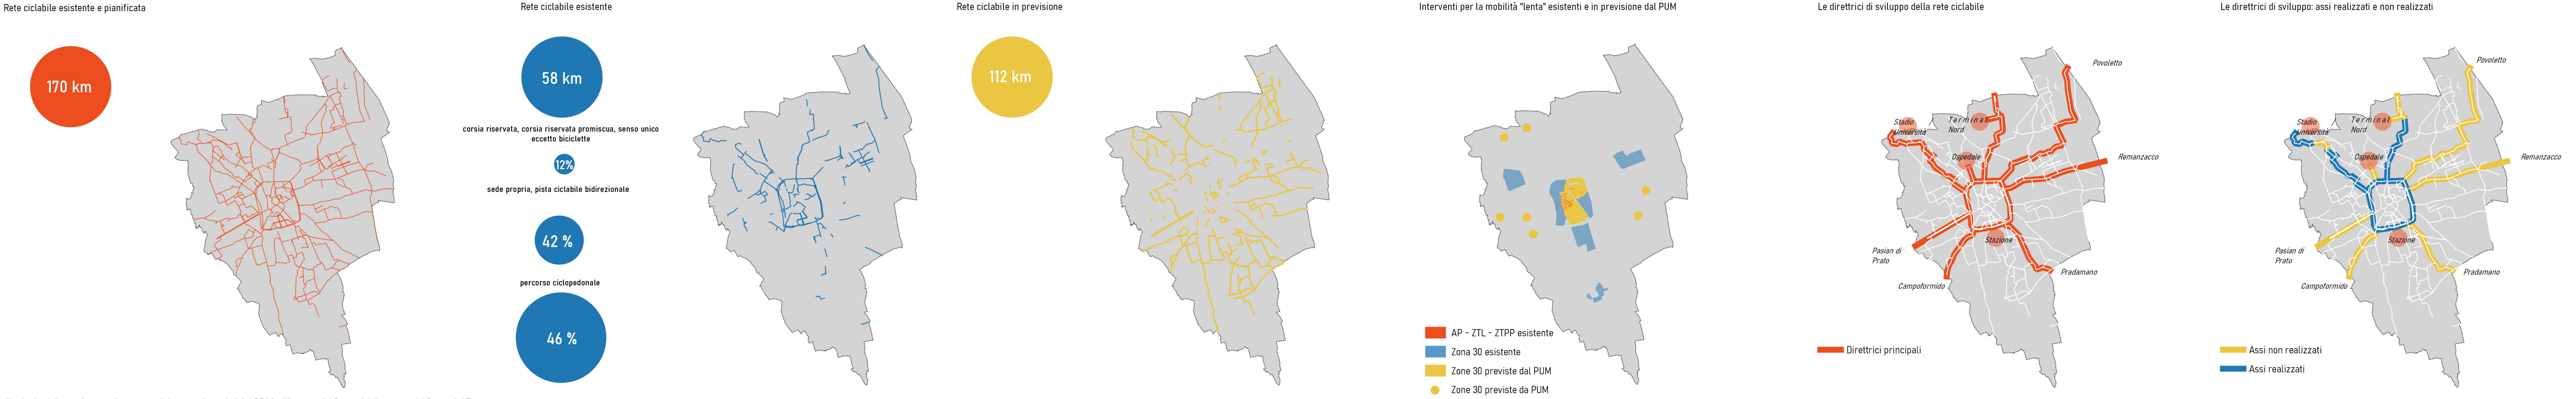 Rete ciclabile esistente e pianificata
170 km
Rete ciclabile esistente
58 km
corsia riservata, corsia riservata promiscua, senso unico
eccetto biciclette
12%
sede propria, pista ciclabile bidirezionale
42 %
percorso ciclopedonale
46 %
Rete ciclabile in previsione
112 km
Interventi per la mobilità "lenta" esistenti e in previsione dal PUM
AP - ZTL - ZTPP esistente
Zona 30 esistente
Zone 30 previste dal PUM
Zone 30 previste da PUM
Le direttrici di sviluppo della rete ciclabile
Povoletto
Stadio
Università
Terminal
Nord
Ospedale
Remanzacco
Stazione
Pasian di
Prato
Pradamano
Campoformido
Direttrici principali
Le direttrici di sviluppo: assi realizzati e non realizzati
Povoletto
Stadio
Università
Terminal
Nord
Ospedale
Remanzacco
Stazione
Pasian di
Prato
Pradamano
Campoformido
Assi non realizzati
Assi realizzati